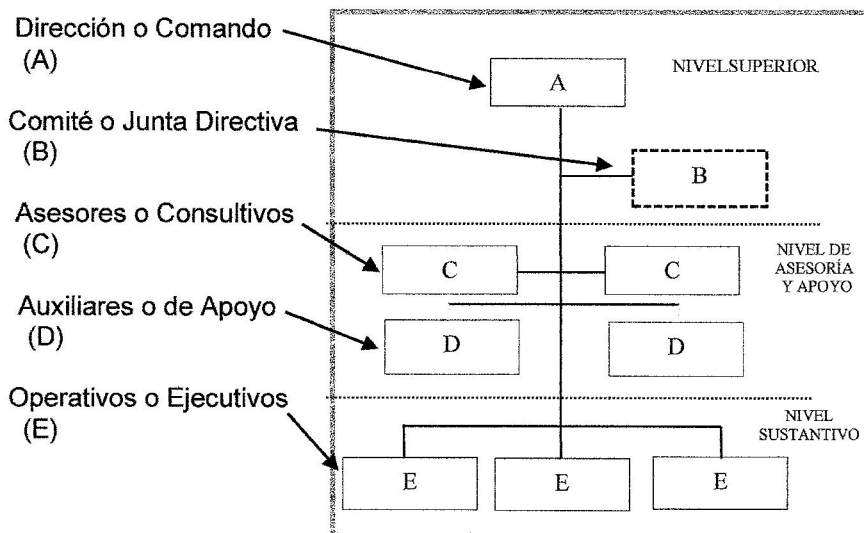 Dirección o Comando
(A)
Comité o Junta Directiva
(B)
Asesores o Consultivos
(C)
Auxiliares o de Apoyo
(D)
Operativos o Ejecutivos
(E)
NIVELSUPERIOR
A
B
NIVEL DE
ASESORÍA
Y APOYO
C
C
D
D
NIVEL
SUSTANTIVO
E
E
E